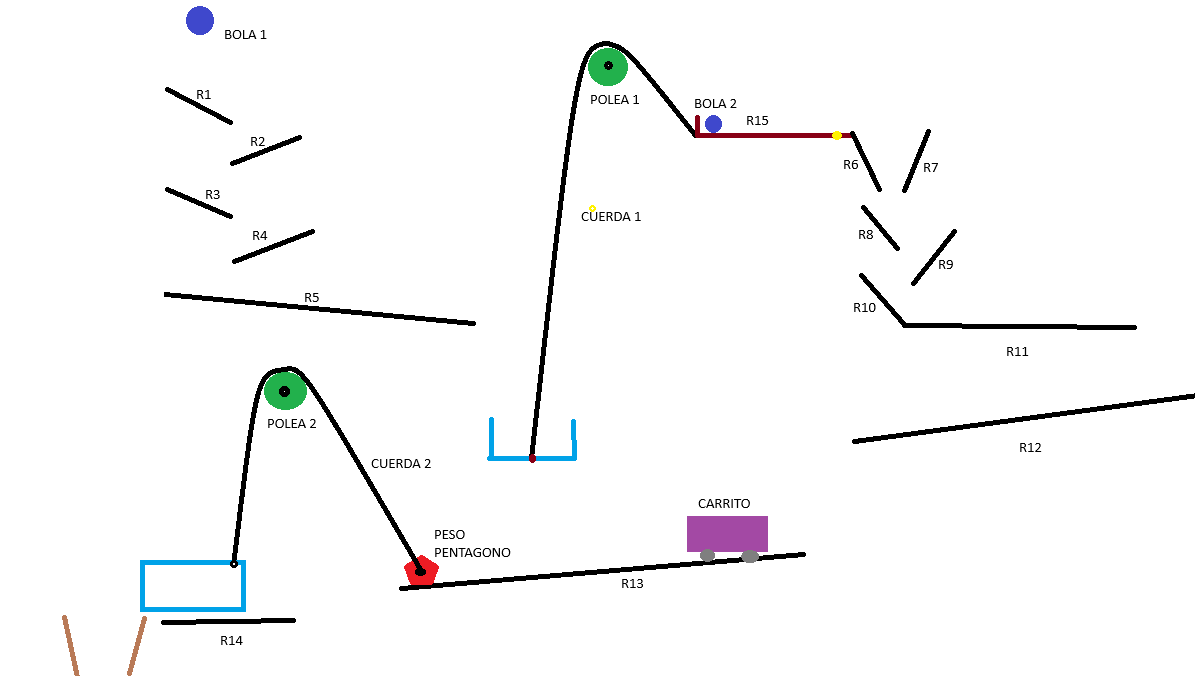 BOLA 1
POLEA 1
BOLA 2
R15
R1
R2
R6
R7
R3
CUERDA 1
R4
R8
R9
R5
R10
R11
POLEA 2
R12
CUERDA 2
CARRITO
PESO
PENTAGONO
R13
R14